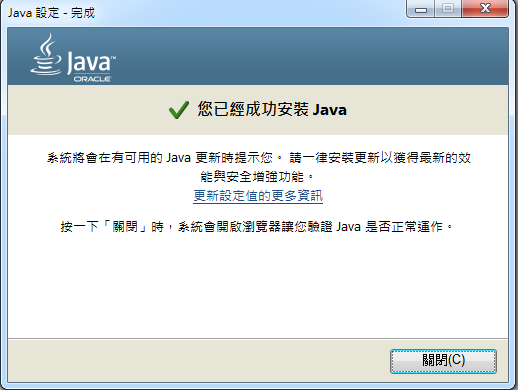 Java 設定 - 完成
Java™
ORACLE
您已經成功安裝 Java
系統將會在有可用的 Java 更新時提示您。 請一律安裝更新以獲得最新的效
能與安全增強功能。
更新設定值的更多資訊
按一下「關閉」時，系統會開啟瀏覽器讓您驗證 Java 是否正常運作。
關閉(C)